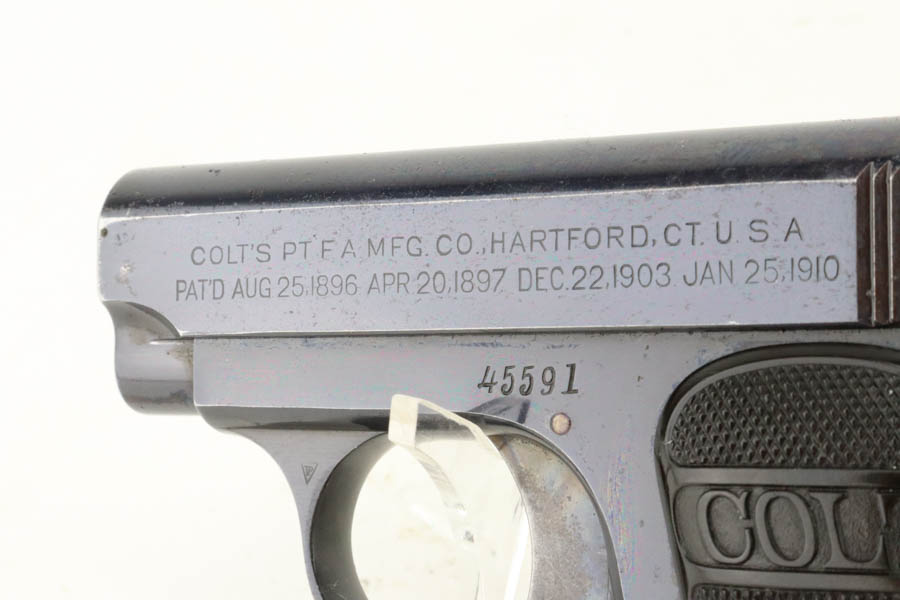 COLT'S PT. F. A. MFG. CO., HARTFORD, CT. U. S. A
PAT'D AUG 25,1896 APR 20,1897 DEC. 22,1903 JAN 25,1910
45591
COLT